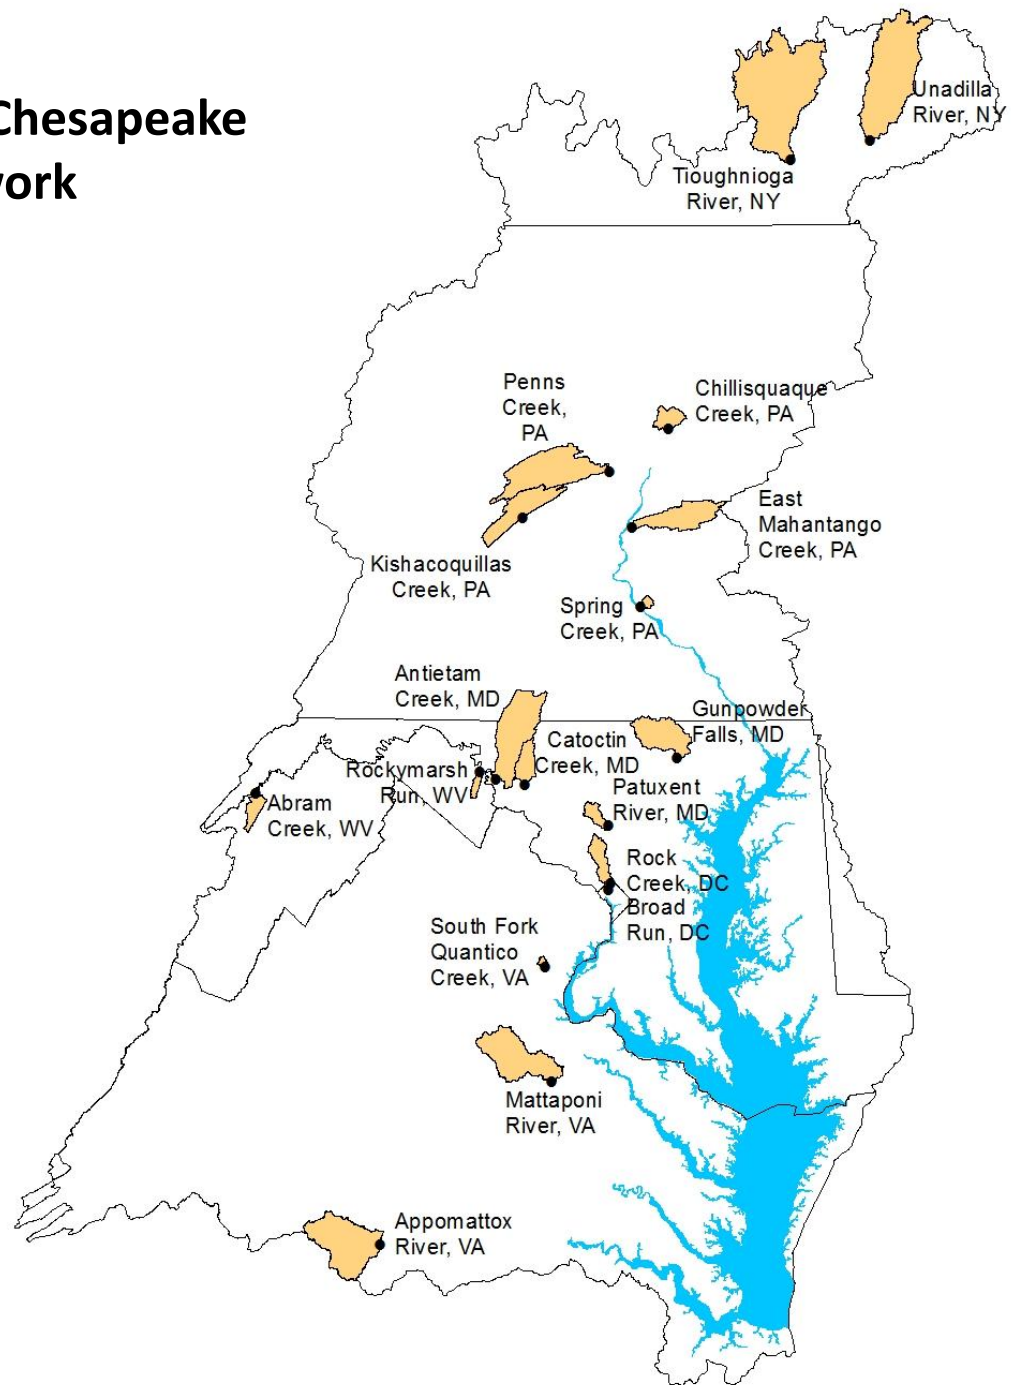 Chesapeake
work
Unadilla
River, NY
Tioughnioga
River, NY
Penns
Creek,
PA
Chillisquaque
Creek, PA
East
Mahantango
Creek, PA
Kishacoquillas
Creek, PA
Spring
Creek, PA
Antietam
Creek, MD
Gunpowder
Falls, MD
Catoctin
Creek, MD
Rockymarsh
Run, WV
Patuxent
River, MD
Abram
Creek, WV
Rock
Creek, DC
Broad
Run, DC
South Fork
Quantico
Creek, VA
Mattaponi
River, VA
Appomattox
River, VA